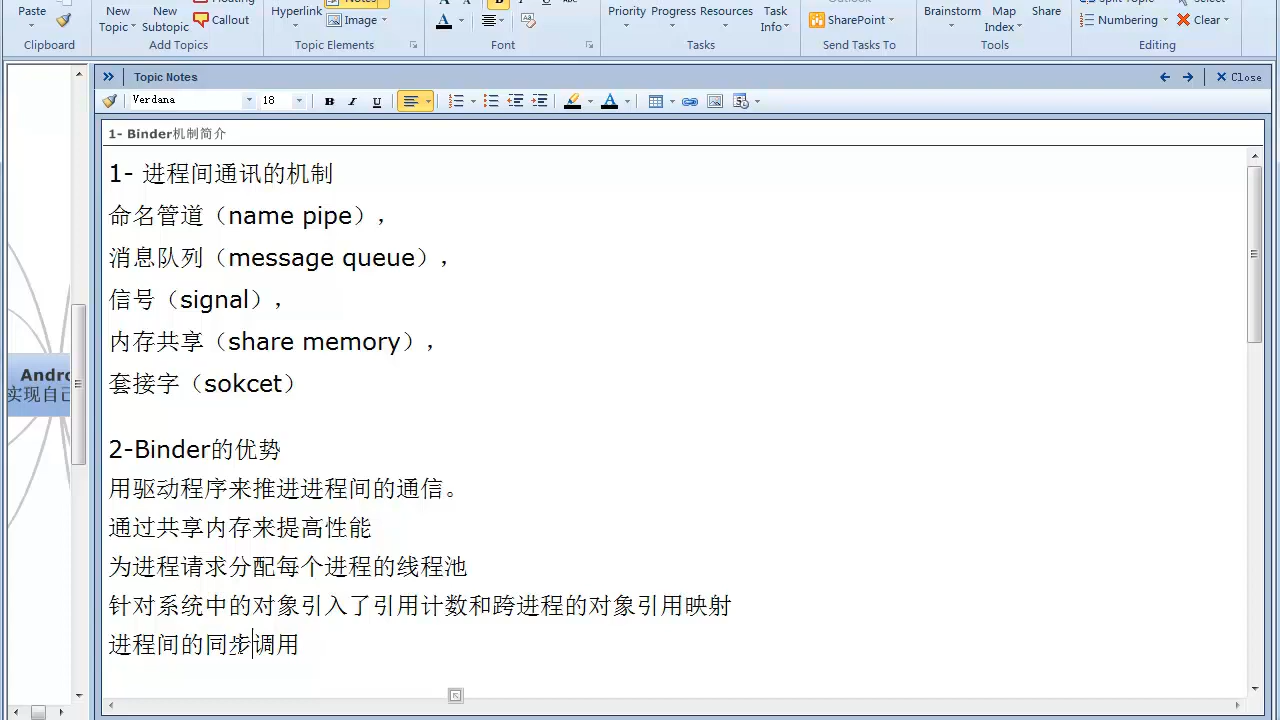 Paste
New
Topic
New
Subtopic
Callout
Hyperlink
Notes
Image
Priority
Progress
Resources
Task
Info
SharePoint
Brainstorm
Map
Index
Share
Numbering
Clear
Clipboard
Add Topics
Topic Elements
Font
Tasks
Send Tasks To
Tools
Editing
Topic Notes
Close
Verdana
18
B I U
1- Binder机制简介
1- 进程间通讯的机制
命名管道（name pipe），
消息队列（message queue），
信号（signal），
内存共享（share memory），
套接字（sokcet）
2-Binder的优势
用驱动程序来推进进程间的通信。
通过共享内存来提高性能
为进程请求分配每个进程的线程池
针对系统中的对象引入了引用计数和跨进程的对象引用映射
进程间的同步调用
Andro
实现自己